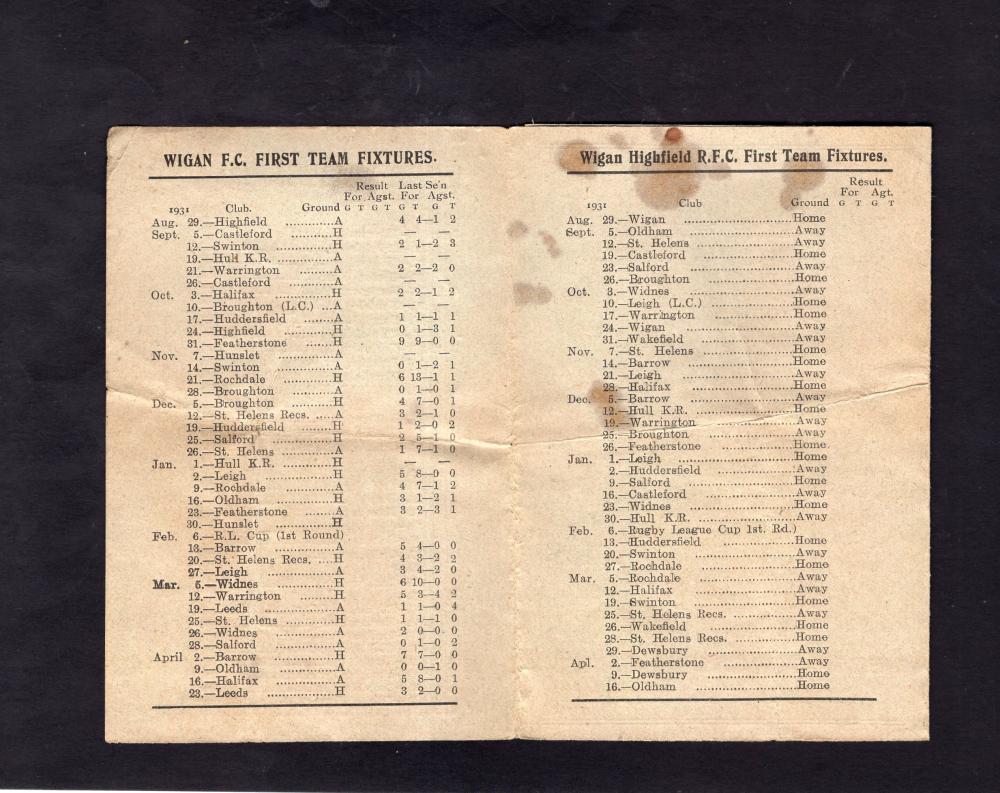 WIGAN F.C. FIRST TEAM FIXTURES.
Result Last Se'n
For Agst. For Agst.
1931 Club. Ground G T G T G T G T
Aug. 29.—Highfield ............A 4 4—1 2
Sept. 5.—Castleford ............H — —
12.—Swinton ............H 2 1—2 3
19.—Hull K.R. ............A — —
21.—Warrington ............A 2 2—2 0
26.—Castleford ............A — —
Oct. 3.—Halifax ............H 2 2—1 2
10.—Broughton (L.C.) ...A — —
17.—Huddersfield .........A 1 1—1 1
24.—Highfield ............H 0 1—3 1
31.—Featherstone .........H 9 9—0 0
Nov. 7.—Hunslet ............A — —
14.—Swinton ............A 0 1—2 1
21.—Rochdale ............H 6 13—1 1
28.—Broughton ............A 0 1—0 1
Dec. 5.—Broughton ............H 4 7—0 1
12.—St. Helens Recs. ....A 3 2—1 0
19.—Huddersfield .........H 1 2—0 2
25.—Salford ............H 2 5—1 0
26.—St. Helens ............A 1 7—1 0
Jan. 1.—Hull K.R. ............H — —
2.—Leigh ............H 5 8—0 0
9.—Rochdale ............A 4 7—1 2
16.—Oldham ............H 3 1—2 1
23.—Featherstone .........A 3 2—3 1
30.—Hunslet ............H
Feb. 6.—R.L. Cup (1st Round)
13.—Barrow ............A 5 4—0 0
20.—St. Helens Recs. ....H 4 3—2 2
27.—Leigh ............A 3 4—2 0
Mar. 5.—Widnes ............H 6 10—0 0
12.—Warrington ............H 5 3—4 2
19.—Leeds ............A 1 1—0 4
25.—St. Helens ............H 1 1—1 0
26.—Widnes ............A 2 0—0 0
28.—Salford ............A 0 1—0 2
April 2.—Barrow ............H 7 7—0 0
9.—Oldham ............A 0 0—1 0
16.—Halifax ............A 5 8—0 1
23.—Leeds ............H 3 2—0 0
Wigan Highfield R.F.C. First Team Fixtures.
Result
For Agst.
1931 Club Ground G T G T
Aug. 29.—Wigan ............Home
Sept. 5.—Oldham ............Away
12.—St. Helens ............Away
19.—Castleford ............Home
23.—Salford ............Away
26.—Broughton ............Home
Oct. 3.—Widnes ............Away
10.—Leigh (L.C.) ............Home
17.—Warrington ............Home
24.—Wigan ............Away
31.—Wakefield ............Away
Nov. 7.—St. Helens ............Home
14.—Barrow ............Home
21.—Leigh ............Away
28.—Halifax ............Home
Dec. 5.—Barrow ............Away
12.—Hull K.R. ............Home
19.—Warrington ............Away
25.—Broughton ............Away
26.—Featherstone ............Home
Jan. 1.—Leigh ............Home
2.—Huddersfield ............Away
9.—Salford ............Home
16.—Castleford ............Away
23.—Widnes ............Home
30.—Hull K.R. ............Away
Feb. 6.—Rugby League Cup 1st. Rd.)
13.—Huddersfield ............Home
20.—Swinton ............Away
27.—Rochdale ............Home
Mar. 5.—Rochdale ............Away
12.—Halifax ............Away
19.—Swinton ............Home
25.—St. Helens Recs. ............Away
26.—Wakefield ............Home
28.—St. Helens Recs. ............Home
29.—Dewsbury ............Away
Apl. 2.—Featherstone ............Away
9.—Dewsbury ............Home
16.—Oldham ............Home